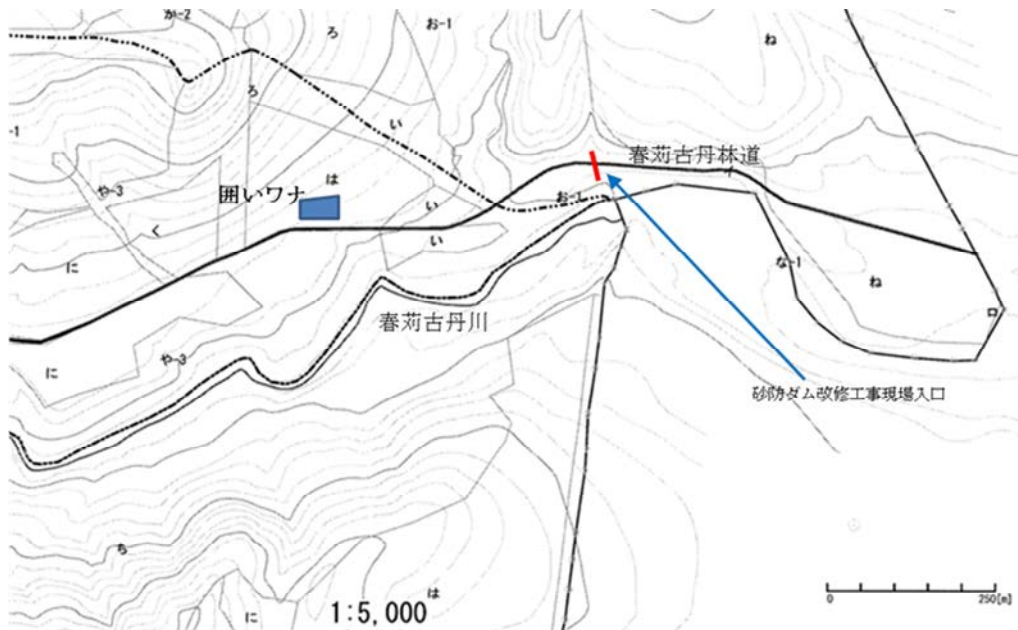 か-2
ろ
お-1
ね
ろ
-1
い
春苅古丹林道
イ
は
や-3
囲いワナ
お-1
い
く
い
に
な-1
ね
ロ
春苅古丹川
や-3
に
砂防ダム改修工事現場入口
ち
は
に
1:5,000
250[m]